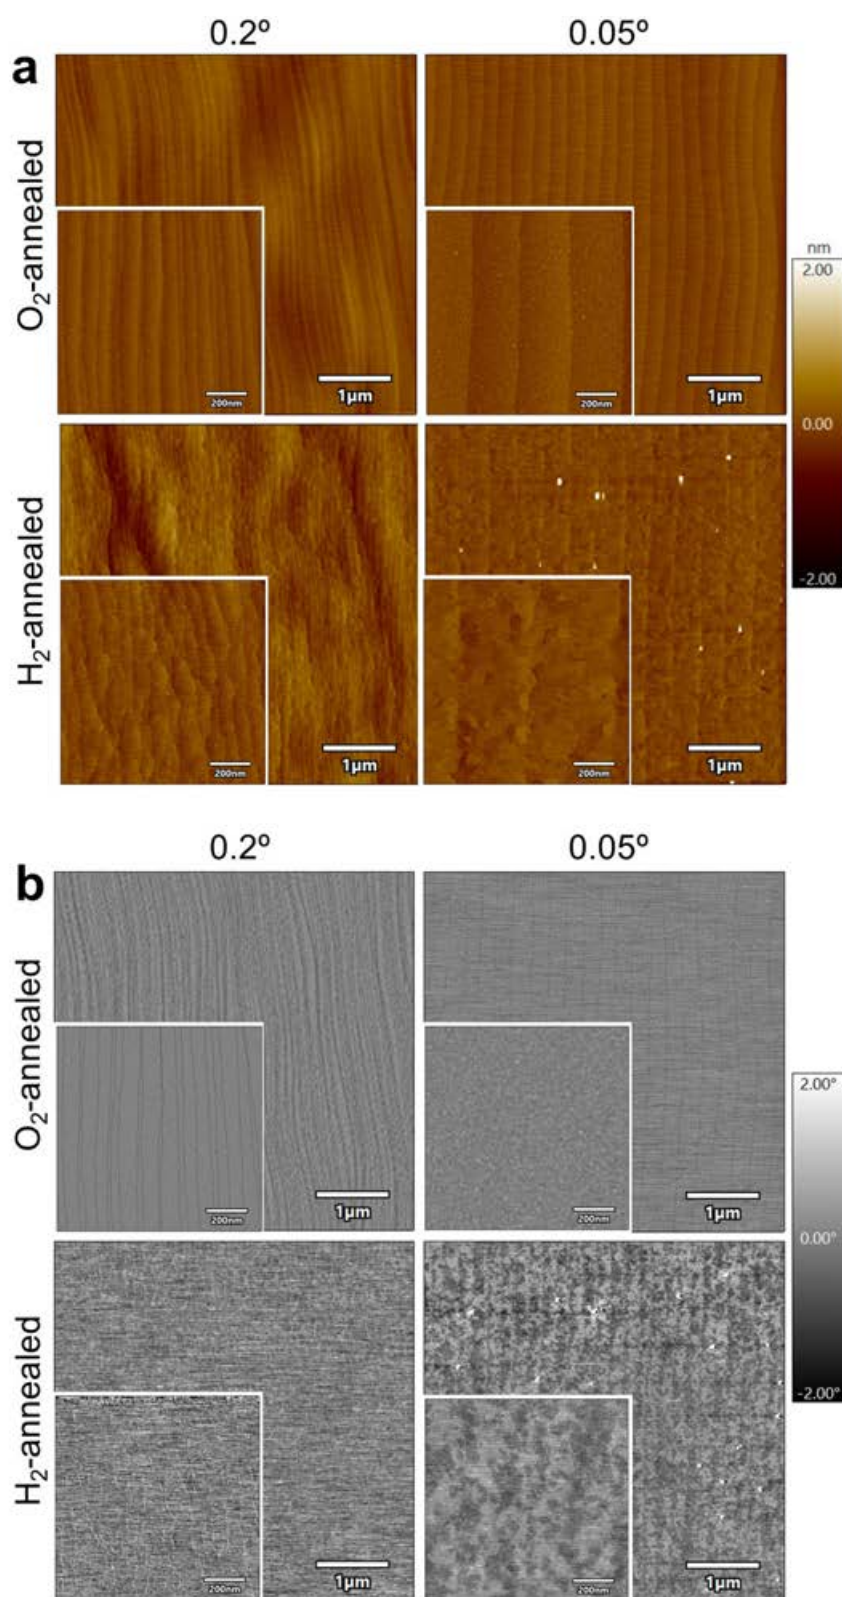 0.2º 0.05º
a
O2-annealed
200nm 1µm 200nm 1µm
nm
2.00
0.00
-2.00
H2-annealed
200nm 1µm 200nm 1µm
0.2º 0.05º
b
O2-annealed
200nm 1µm 200nm 1µm
2.00°
0.00°
-2.00°
H2-annealed
200nm 1µm 200nm 1µm